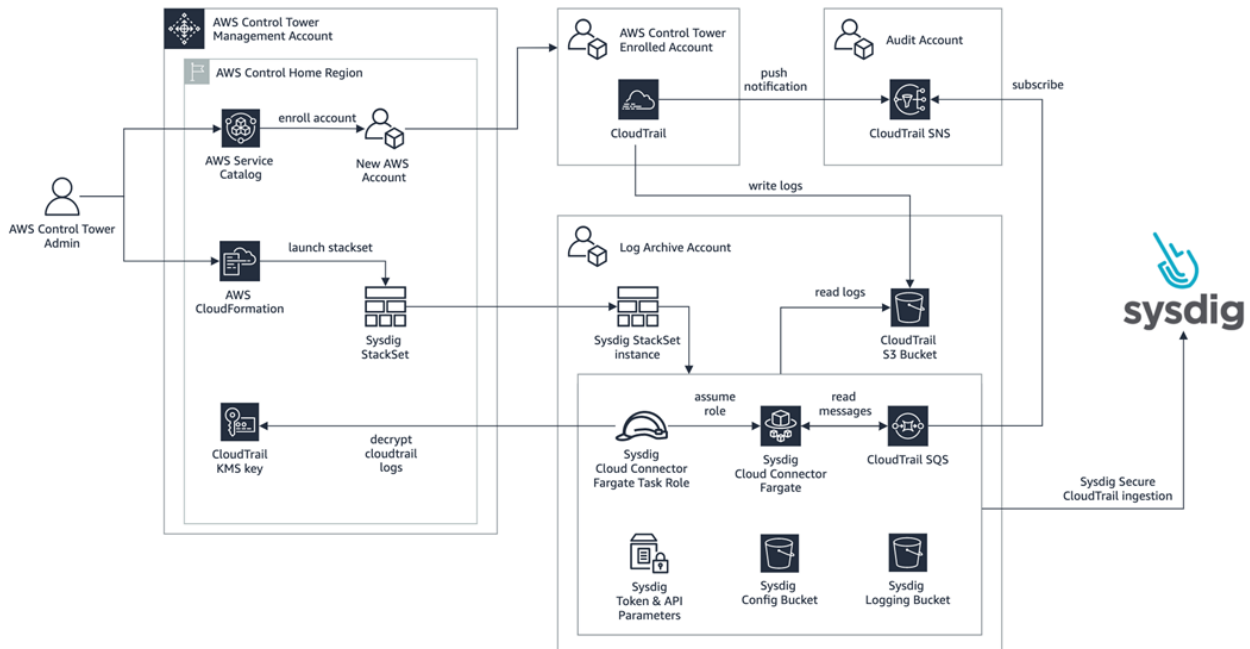 AWS Control Tower
Management Account
AWS Control Home Region
enroll account
AWS Service
Catalog
New AWS
Account
AWS Control Tower
Admin
launch stackset
AWS
CloudFormation
Sysdig
StackSet
CloudTrail
KMS key
decrypt
cloudtrail
logs
AWS Control Tower
Enrolled Account
CloudTrail
push
notification
Audit Account
CloudTrail SNS
subscribe
write logs
Log Archive Account
Sysdig StackSet
instance
read logs
CloudTrail
S3 Bucket
assume
role
read
messages
Sysdig
Cloud Connector
Fargate Task Role
Sysdig
Cloud Connector
Fargate
CloudTrail SQS
Sysdig
Token & API
Parameters
Sysdig
Config Bucket
Sysdig
Logging Bucket
sysdig
Sysdig Secure
CloudTrail ingestion